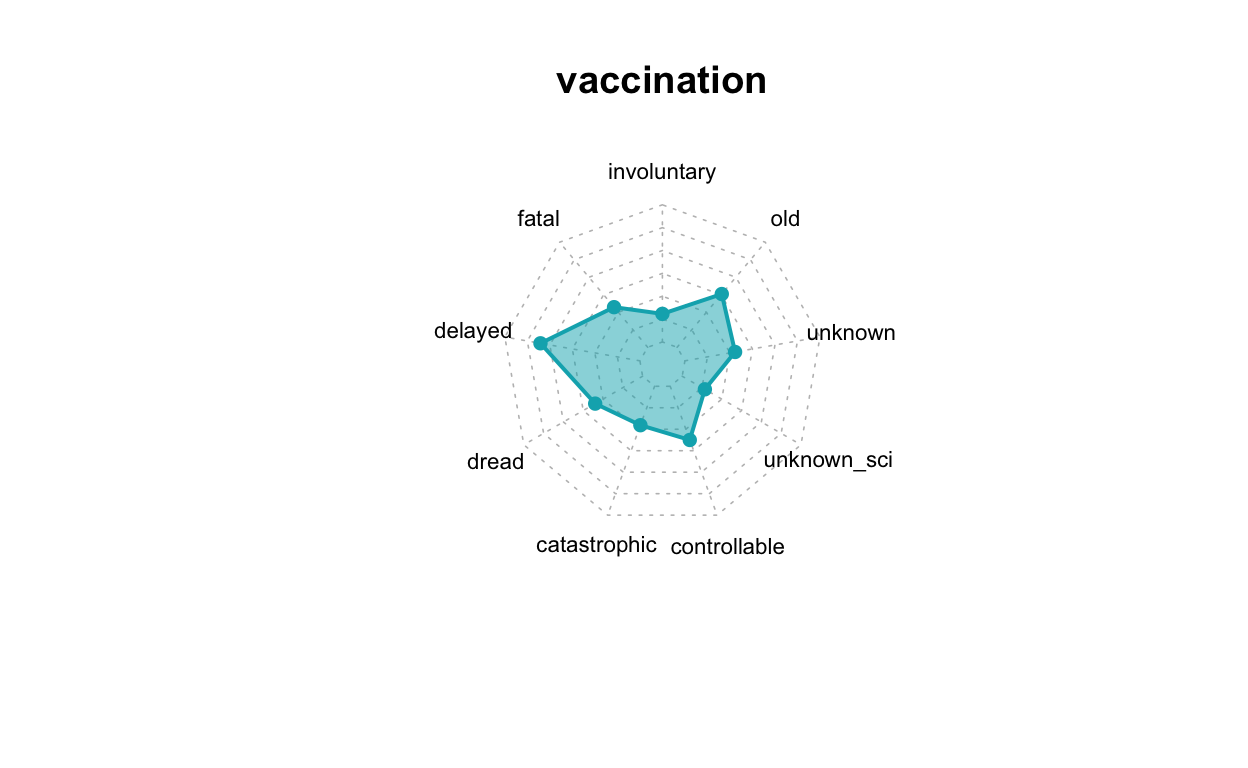 vaccination
involuntary
fatal
old
delayed
unknown
dread
unknown_sci
catastrophic
controllable